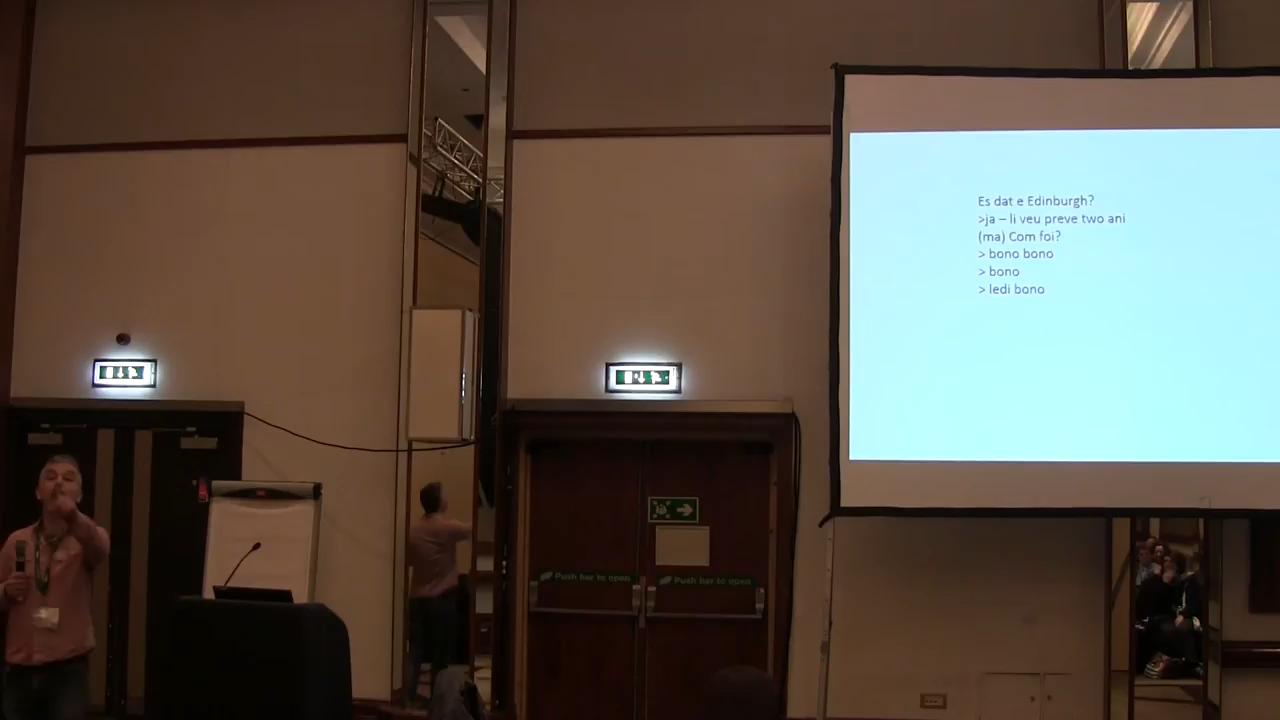 Es dat e Edinburgh?
>ja – li veu preve two ani
(ma) Com foi?
> bono bono
> bono
> ledi bono
Push bar to open
Push bar to open